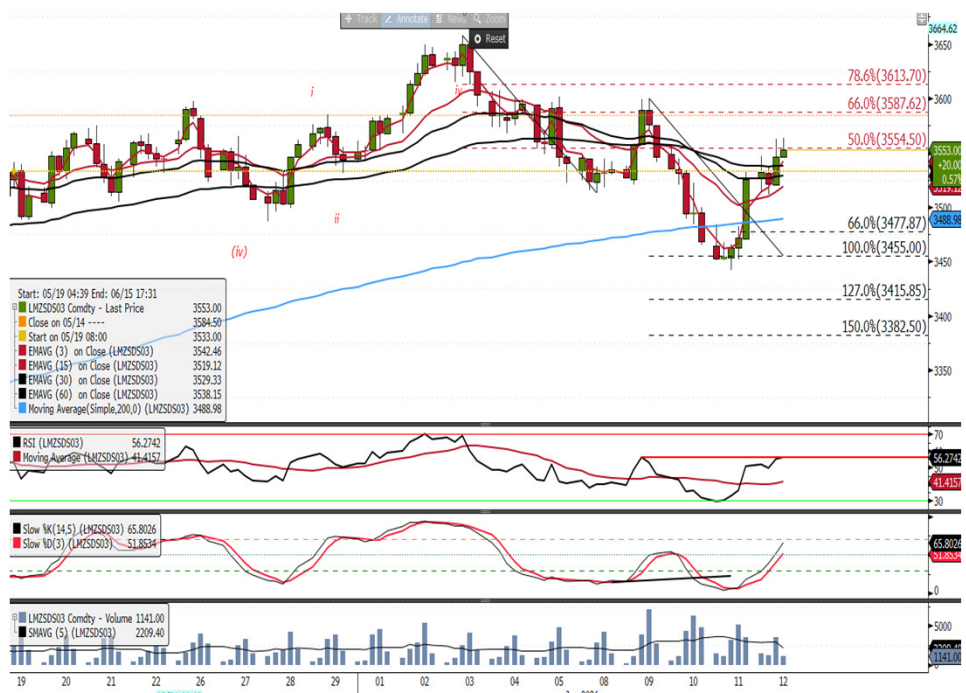 Track Annotate News Zoom
Reset
3664.62
3650
78.6%(3613.70)
3600
66.0%(3587.62)
50.0%(3554.50)
3553.00
+20.00
0.57%
3519.12
3500
3488.98
66.0%(3477.87)
100.0%(3455.00)
3450
127.0%(3415.85)
3400
150.0%(3382.50)
3350
i
iv
ii
(iv)
Start: 05/19 04:39 End: 06/15 17:31
LMZSDS03 Comdty - Last Price 3553.00
Close on 05/14 ---- 3584.50
Start on 05/19 08:00 3533.00
EMAVG (3) on Close (LMZSDS03) 3542.46
EMAVG (15) on Close (LMZSDS03) 3519.12
EMAVG (30) on Close (LMZSDS03) 3529.33
EMAVG (60) on Close (LMZSDS03) 3538.15
Moving Average(Simple,200,0) (LMZSDS03) 3488.98
RSI (LMZSDS03) 56.2742
Moving Average (LMZSDS03) 41.4157
70
56.2742
41.4157
30
Slow %K(14,5) (LMZSDS03) 65.8026
Slow %D(3) (LMZSDS03) 51.8534
65.8026
51.8534
0
LMZSDS03 Comdty - Volume 1141.00
SMAVG (5) (LMZSDS03) 2209.40
5000
2209.40
1141.00
19 20 21 22 26 27 28 29 01 02 03 04 05 08 09 10 11 12